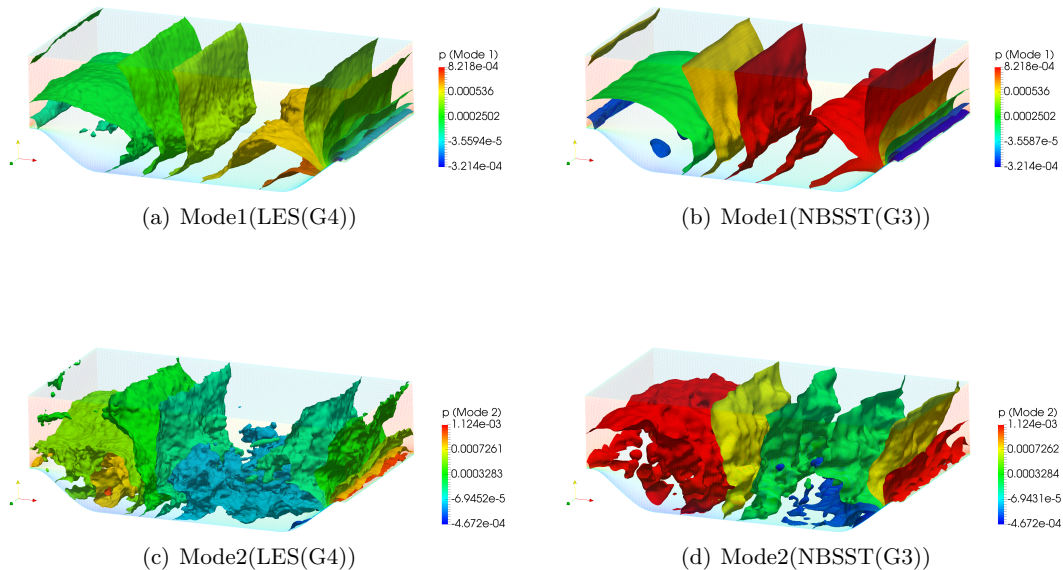 p (Mode 1)
8.218e-04
0.000536
0.0002502
-3.5594e-5
-3.214e-04
(a) Mode1(LES(G4))
p (Mode 1)
8.218e-04
0.000536
0.0002502
-3.5587e-5
-3.214e-04
(b) Mode1(NBSST(G3))
p (Mode 2)
1.124e-03
0.0007261
0.0003283
-6.9452e-5
-4.672e-04
(c) Mode2(LES(G4))
p (Mode 2)
1.124e-03
0.0007262
0.0003284
-6.9431e-5
-4.672e-04
(d) Mode2(NBSST(G3))